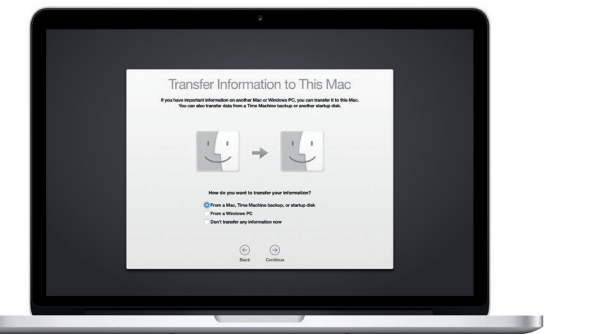 Transfer Information to This Mac
If you have important information on another Mac or Windows PC, you can transfer it to this Mac.
You can also transfer data from a Time Machine backup or another startup disk.
How do you want to transfer your information?
From a Mac, Time Machine backup, or startup disk
From a Windows PC
Don't transfer any information now
Back Continue